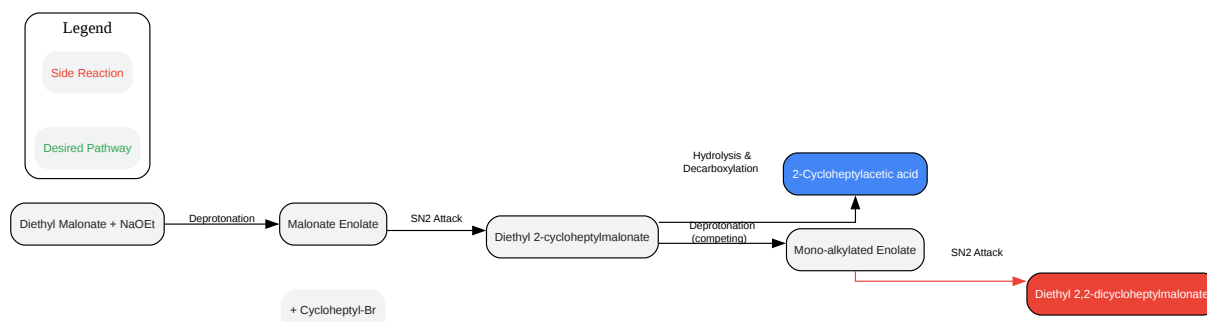 Legend
Side Reaction
Desired Pathway
Diethyl Malonate + NaOEt
Deprotonation
Malonate Enolate
+ Cycloheptyl-Br
SN2 Attack
Diethyl 2-cycloheptylmalonate
Hydrolysis &
Decarboxylation
2-Cycloheptylacetic acid
Deprotonation
(competing)
Mono-alkylated Enolate
SN2 Attack
Diethyl 2,2-dicycloheptylmalonate